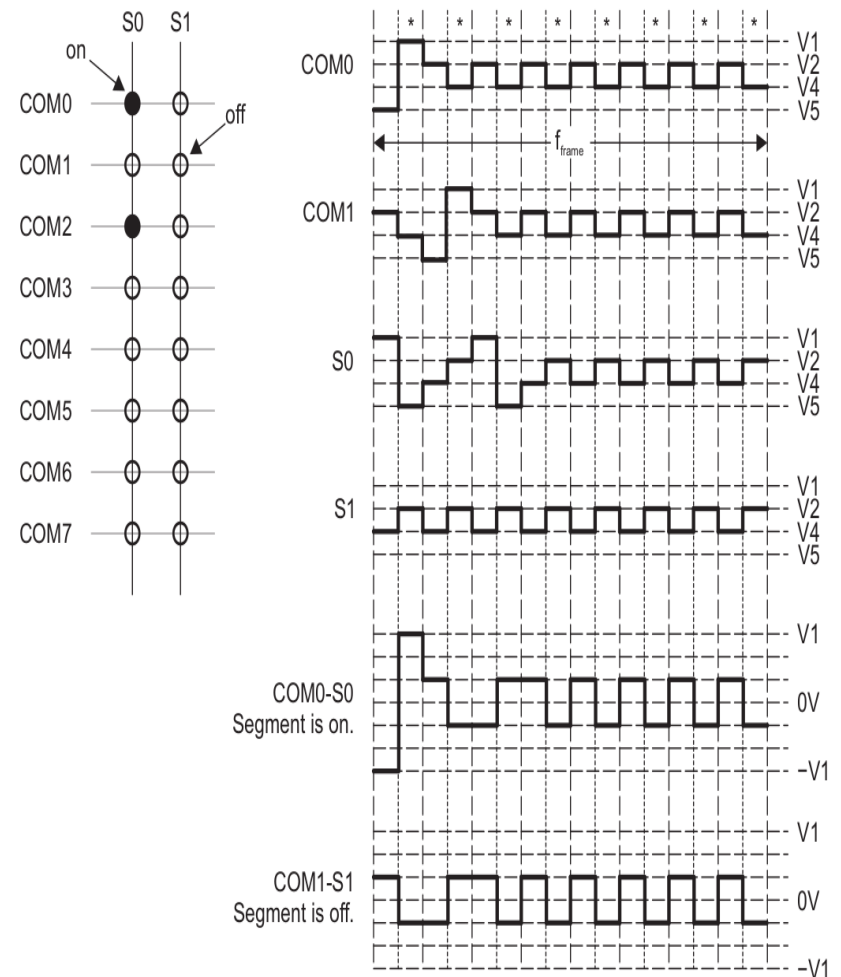 S0 S1
on
COM0
off
COM1
COM2
COM3
COM4
COM5
COM6
COM7
* * * * * * * *
COM0
V1
V2
V4
V5
fframe
COM1
V1
V2
V4
V5
S0
V1
V2
V4
V5
S1
V1
V2
V4
V5
COM0-S0
Segment is on.
V1
0V
−V1
COM1-S1
Segment is off.
V1
0V
−V1